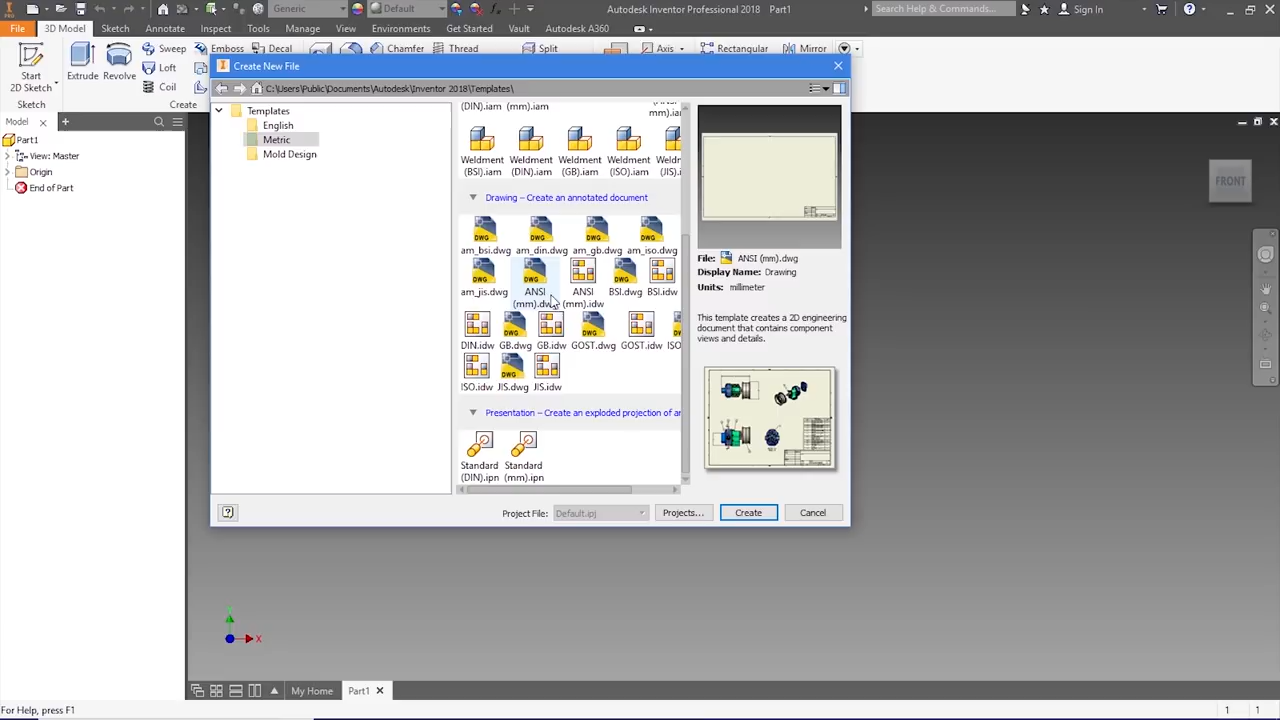 Generic
Default
Autodesk Inventor Professional 2018 Part1
Search Help & Commands...
Sign In
File
3D Model
Sketch
Annotate
Inspect
Tools
Manage
View
Environments
Get Started
Vault
Autodesk A360
Start
2D Sketch
Sketch
Extrude
Revolve
Sweep
Loft
Coil
Emboss
Decal
Create
Chamfer
Thread
Split
Axis
Rectangular
Mirror
Create New File
C:\Users\Public\Documents\Autodesk\Inventor 2018\Templates\
Model
Part1
View: Master
Origin
End of Part
Templates
English
Metric
Mold Design
(DIN).iam
(mm).iam
mm).iam
Weldment
(BSI).iam
Weldment
(DIN).iam
Weldment
(GB).iam
Weldment
(ISO).iam
Weldm
(JIS).i
Drawing – Create an annotated document
am_bsi.dwg
am_din.dwg
am_gb.dwg
am_iso.dwg
am_jis.dwg
ANSI
(mm).dw
ANSI
(mm).idw
BSI.dwg
BSI.idw
DIN.idw
GB.dwg
GB.idw
GOST.dwg
GOST.idw
ISO
ISO.idw
JIS.dwg
JIS.idw
Presentation – Create an exploded projection of a
Standard
(DIN).ipn
Standard
(mm).ipn
File: ANSI (mm).dwg
Display Name: Drawing
Units: millimeter
This template creates a 2D engineering
document that contains component
views and details.
Project File:
Default.ipj
Projects...
Create
Cancel
FRONT
Y
X
My Home
Part1
For Help, press F1
1
1